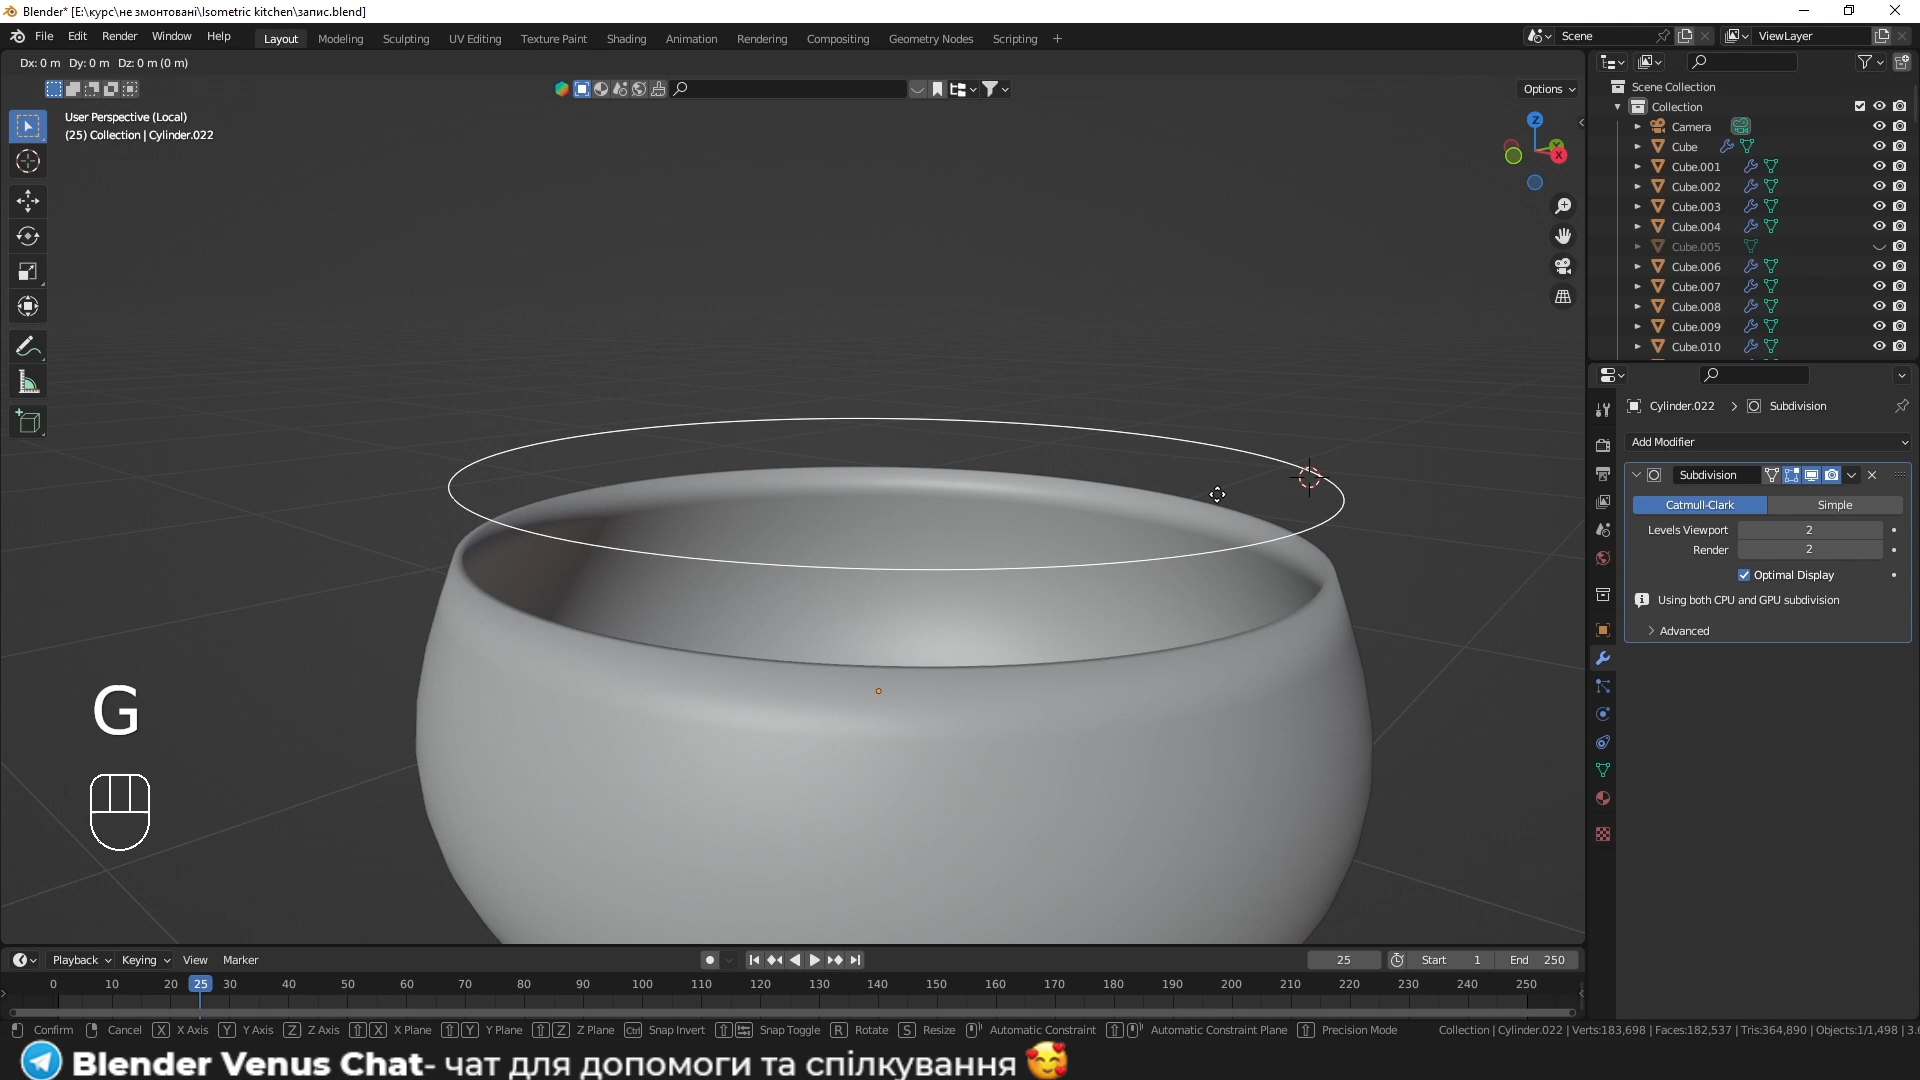 Blender* [E:\курс\не змонтовані\Isometric kitchen\запис.blend]
File Edit Render Window Help Layout Modeling Sculpting UV Editing Texture Paint Shading Animation Rendering Compositing Geometry Nodes Scripting + Scene ViewLayer
Dx: 0 m Dy: 0 m Dz: 0 m (0 m)
Options
User Perspective (Local)
(25) Collection | Cylinder.022
Z
Y
X
Scene Collection
Collection
Camera
Cube
Cube.001
Cube.002
Cube.003
Cube.004
Cube.005
Cube.006
Cube.007
Cube.008
Cube.009
Cube.010
Cylinder.022 > Subdivision
Add Modifier
Subdivision
Catmull-Clark Simple
Levels Viewport 2
Render 2
Optimal Display
Using both CPU and GPU subdivision
Advanced
G
Playback Keying View Marker 25 Start 1 End 250
0 10 20 25 30 40 50 60 70 80 90 100 110 120 130 140 150 160 170 180 190 200 210 220 230 240 250
Confirm Cancel X X Axis Y Y Axis Z Z Axis X X Plane Y Y Plane Z Z Plane Ctrl Snap Invert Snap Toggle R Rotate S Resize Automatic Constraint Automatic Constraint Plane Precision Mode Collection | Cylinder.022 | Verts:183,698 | Faces:182,537 | Tris:364,890 | Objects:1/1,498 | 3.
Blender Venus Chat- чат для допомоги та спілкування